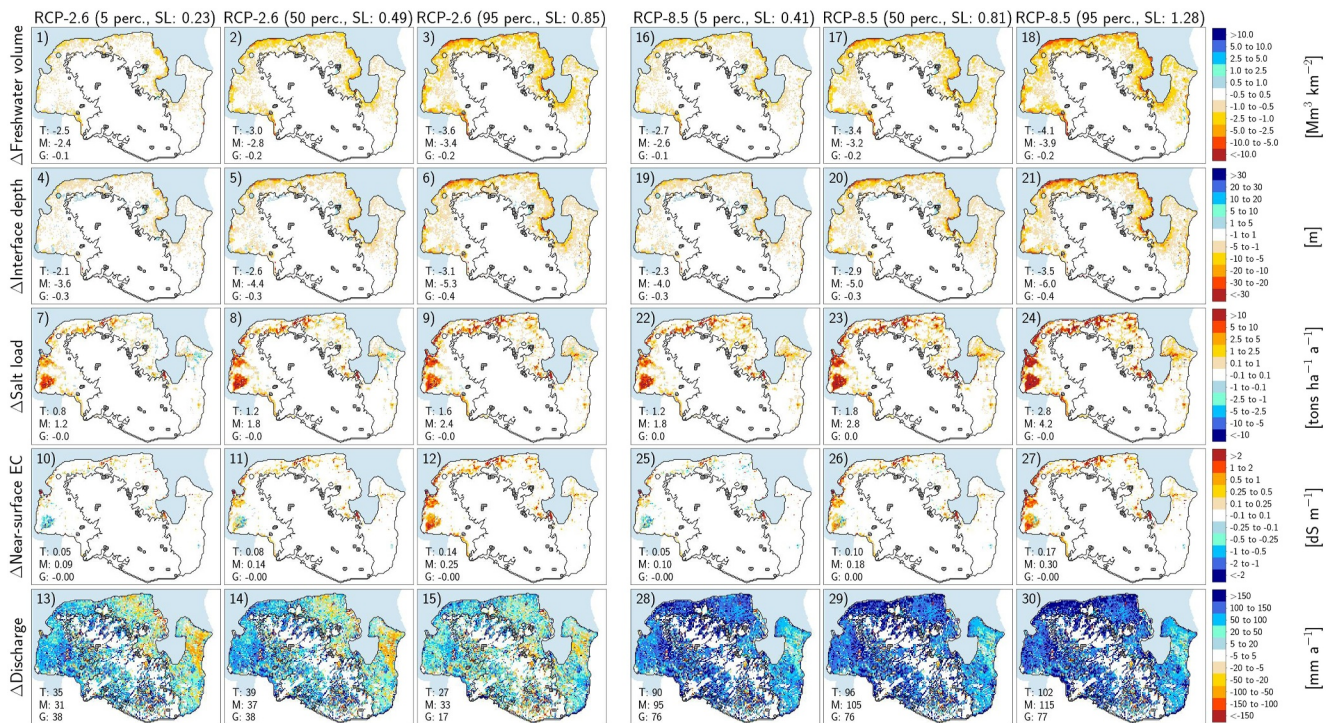 RCP-2.6 (5 perc., SL: 0.23) RCP-2.6 (50 perc., SL: 0.49) RCP-2.6 (95 perc., SL: 0.85) RCP-8.5 (5 perc., SL: 0.41) RCP-8.5 (50 perc., SL: 0.81) RCP-8.5 (95 perc., SL: 1.28)
△Freshwater volume
1) 2) 3) 16) 17) 18)
T: -2.5 T: -3.0 T: -3.6 T: -2.7 T: -3.4 T: -4.1
M: -2.4 M: -2.8 M: -3.4 M: -2.6 M: -3.2 M: -3.9
G: -0.1 G: -0.2 G: -0.2 G: -0.1 G: -0.2 G: -0.2
>10.0
5.0 to 10.0
2.5 to 5.0
1.0 to 2.5
0.5 to 1.0
-0.5 to 0.5
-1.0 to -0.5
-2.5 to -1.0
-5.0 to -2.5
-10.0 to -5.0
<-10.0
[Mm³ km⁻²]
△Interface depth
4) 5) 6) 19) 20) 21)
T: -2.1 T: -2.6 T: -3.1 T: -2.3 T: -2.9 T: -3.5
M: -3.6 M: -4.4 M: -5.3 M: -4.0 M: -5.0 M: -6.0
G: -0.3 G: -0.3 G: -0.4 G: -0.3 G: -0.3 G: -0.4
>30
20 to 30
10 to 20
5 to 10
1 to 5
-1 to 1
-5 to -1
-10 to -5
-20 to -10
-30 to -20
<-30
[m]
△Salt load
7) 8) 9) 22) 23) 24)
T: 0.8 T: 1.2 T: 1.6 T: 1.2 T: 1.8 T: 2.8
M: 1.2 M: 1.8 M: 2.4 M: 1.8 M: 2.8 M: 4.2
G: -0.0 G: -0.0 G: -0.0 G: 0.0 G: 0.0 G: -0.0
>10
5 to 10
2.5 to 5
1 to 2.5
0.1 to 1
-0.1 to 0.1
-1 to -0.1
-2.5 to -1
-5 to -2.5
-10 to -5
<-10
[tons ha⁻¹ a⁻¹]
△Near-surface EC
10) 11) 12) 25) 26) 27)
T: 0.05 T: 0.08 T: 0.14 T: 0.05 T: 0.10 T: 0.17
M: 0.09 M: 0.14 M: 0.25 M: 0.10 M: 0.18 M: 0.30
G: -0.00 G: -0.00 G: -0.00 G: -0.00 G: 0.00 G: -0.00
>2
1 to 2
0.5 to 1
0.25 to 0.5
0.1 to 0.25
-0.1 to 0.1
-0.25 to -0.1
-0.5 to -0.25
-1 to -0.5
-2 to -1
<-2
[dS m⁻¹]
△Discharge
13) 14) 15) 28) 29) 30)
T: 35 T: 39 T: 27 T: 90 T: 96 T: 102
M: 31 M: 37 M: 33 M: 95 M: 105 M: 115
G: 38 G: 38 G: 17 G: 76 G: 76 G: 77
>150
100 to 150
50 to 100
20 to 50
5 to 20
-5 to 5
-20 to -5
-50 to -20
-100 to -50
-150 to -100
<-150
[mm a⁻¹]